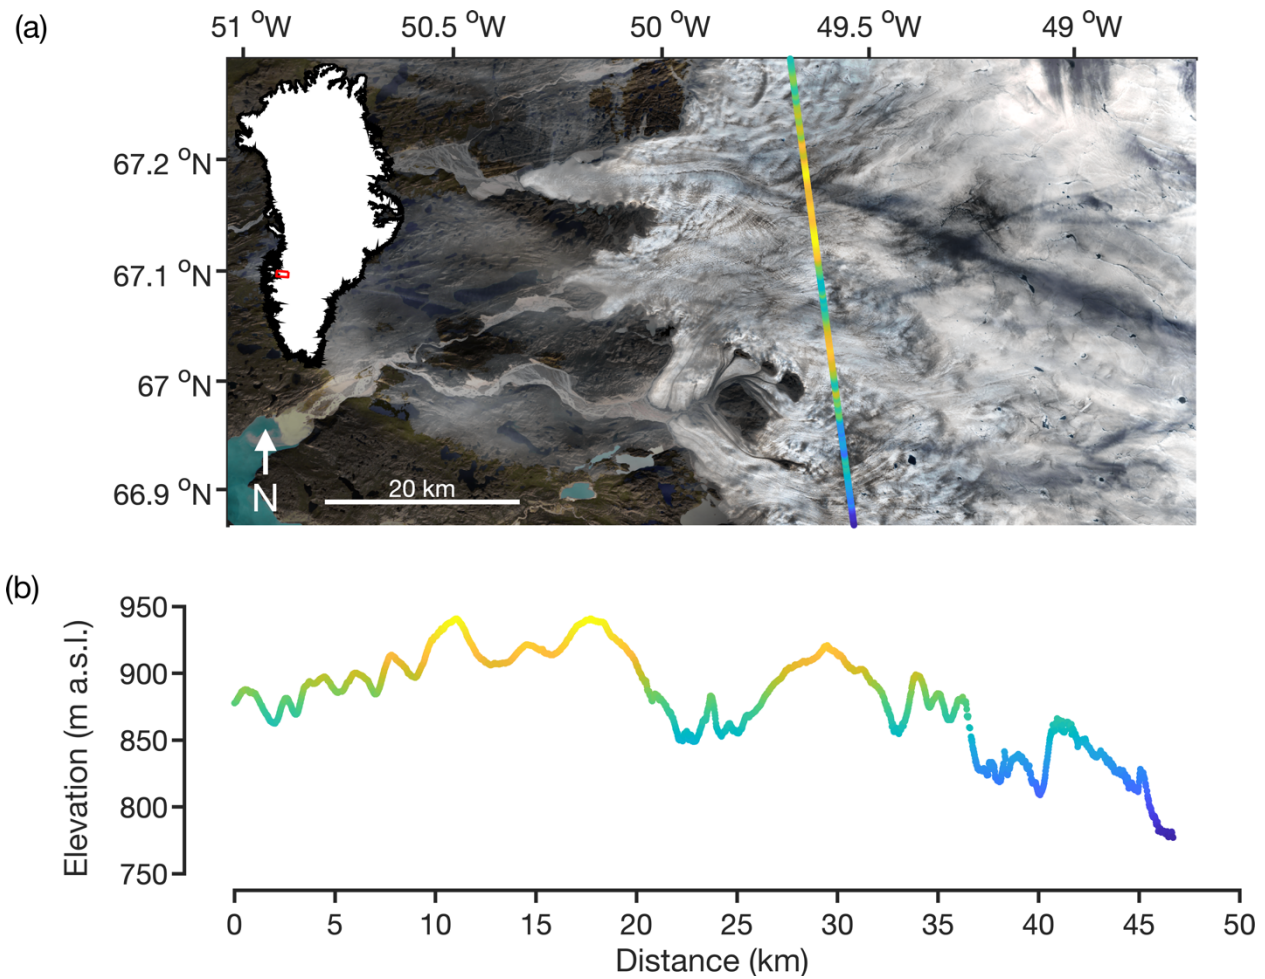 (a)
51 °W 50.5 °W 50 °W 49.5 °W 49 °W
67.2 °N
67.1 °N
67 °N
66.9 °N
N
20 km
(b)
Elevation (m a.s.l.)
950
900
850
800
750
0 5 10 15 20 25 30 35 40 45 50
Distance (km)